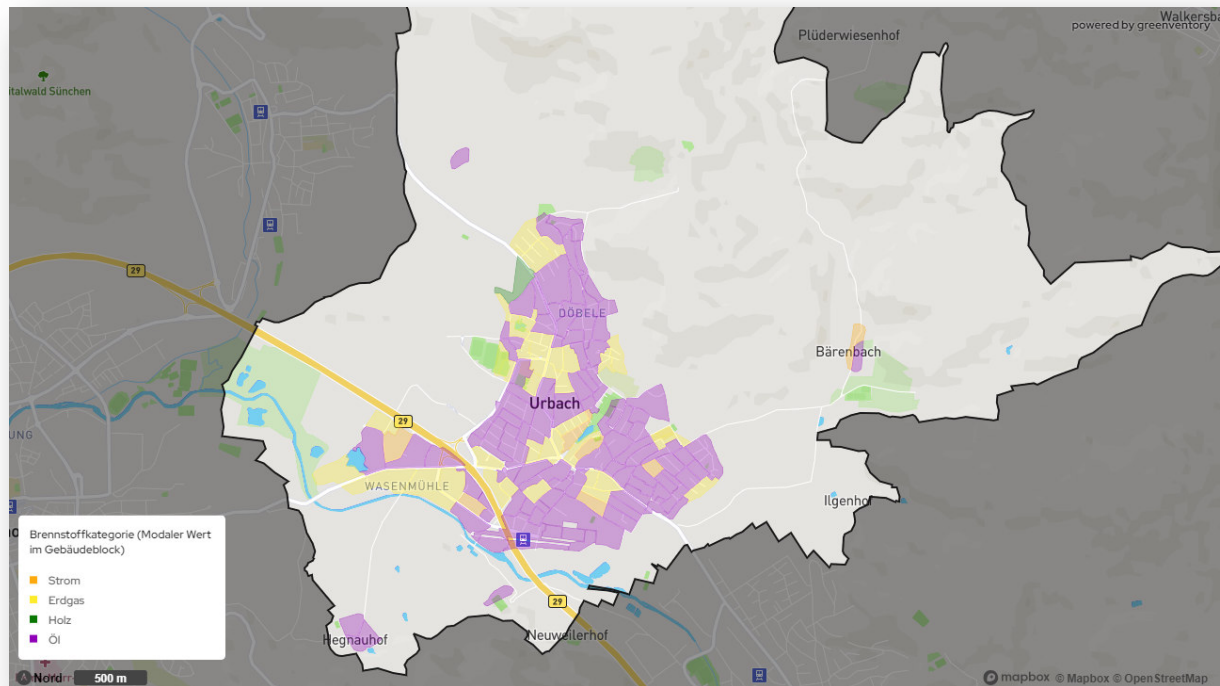 Walkersba
Plüderwiesenhof
powered by greenventory
italwald Sünchen
29
DÖBELE
Bärenbach
Urbach
29
UNG
WASENMÜHLE
Ilgenhof
Brennstoffkategorie (Modaler Wert
im Gebäudeblock)
Strom
Erdgas
Holz
Öl
29
Hegnauhof
Neuweilerhof
Nord
500 m
mapbox © Mapbox © OpenStreetMap